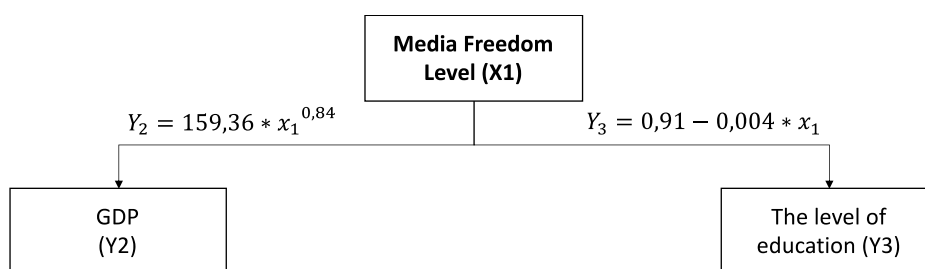 Media Freedom
Level (X1)
Y₂ = 159,36 ∗ x₁^0,84
Y₃ = 0,91 − 0,004 ∗ x₁
GDP
(Y2)
The level of
education (Y3)